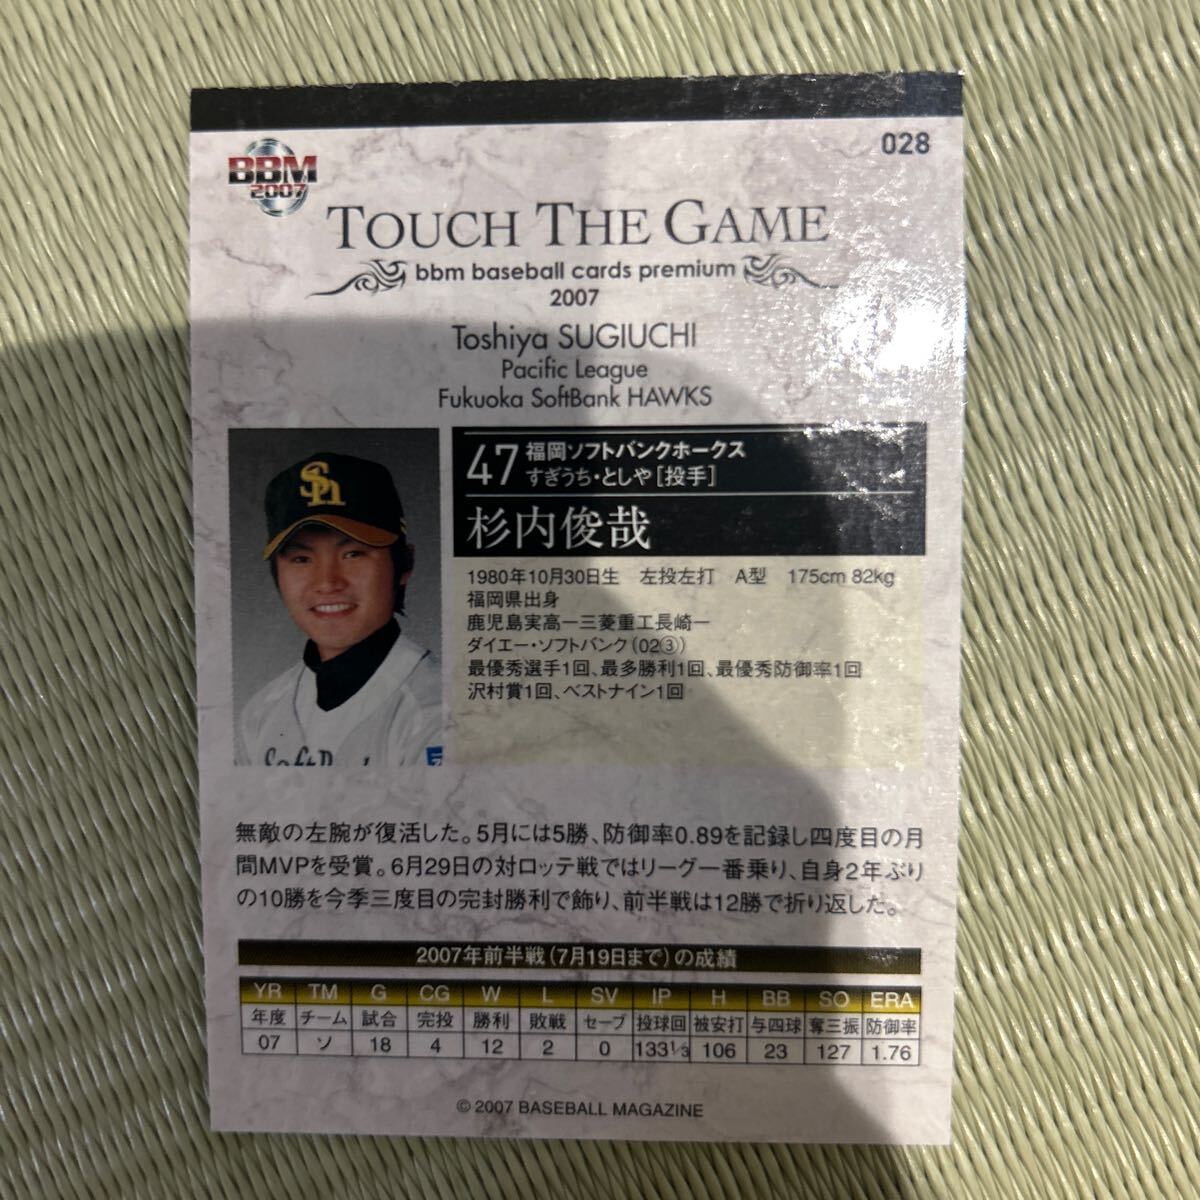 028
BBM
2007
TOUCH THE GAME
bbm baseball cards premium
2007
Toshiya SUGIUCHI
Pacific League
Fukuoka SoftBank HAWKS
47 福岡ソフトバンクホークス
すぎうち・としや[投手]
杉内俊哉
1980年10月30日生 左投左打 A型 175cm 82kg
福岡県出身
鹿児島実高ー三菱重工長崎ー
ダイエー・ソフトバンク(02③)
最優秀選手1回、最多勝利1回、最優秀防御率1回
沢村賞1回、ベストナイン1回
無敵の左腕が復活した。5月には5勝、防御率0.89を記録し四度目の月
間MVPを受賞。6月29日の対ロッテ戦ではリーグ一番乗り、自身2年ぶり
の10勝を今季三度目の完封勝利で飾り、前半戦は12勝で折り返した。
2007年前半戦(7月19日まで)の成績
YR TM G CG W L SV IP H BB SO ERA
年度 チーム 試合 完投 勝利 敗戦 セーブ 投球回 被安打 与四球 奪三振 防御率
07 ソ 18 4 12 2 0 133⅓ 106 23 127 1.76
© 2007 BASEBALL MAGAZINE